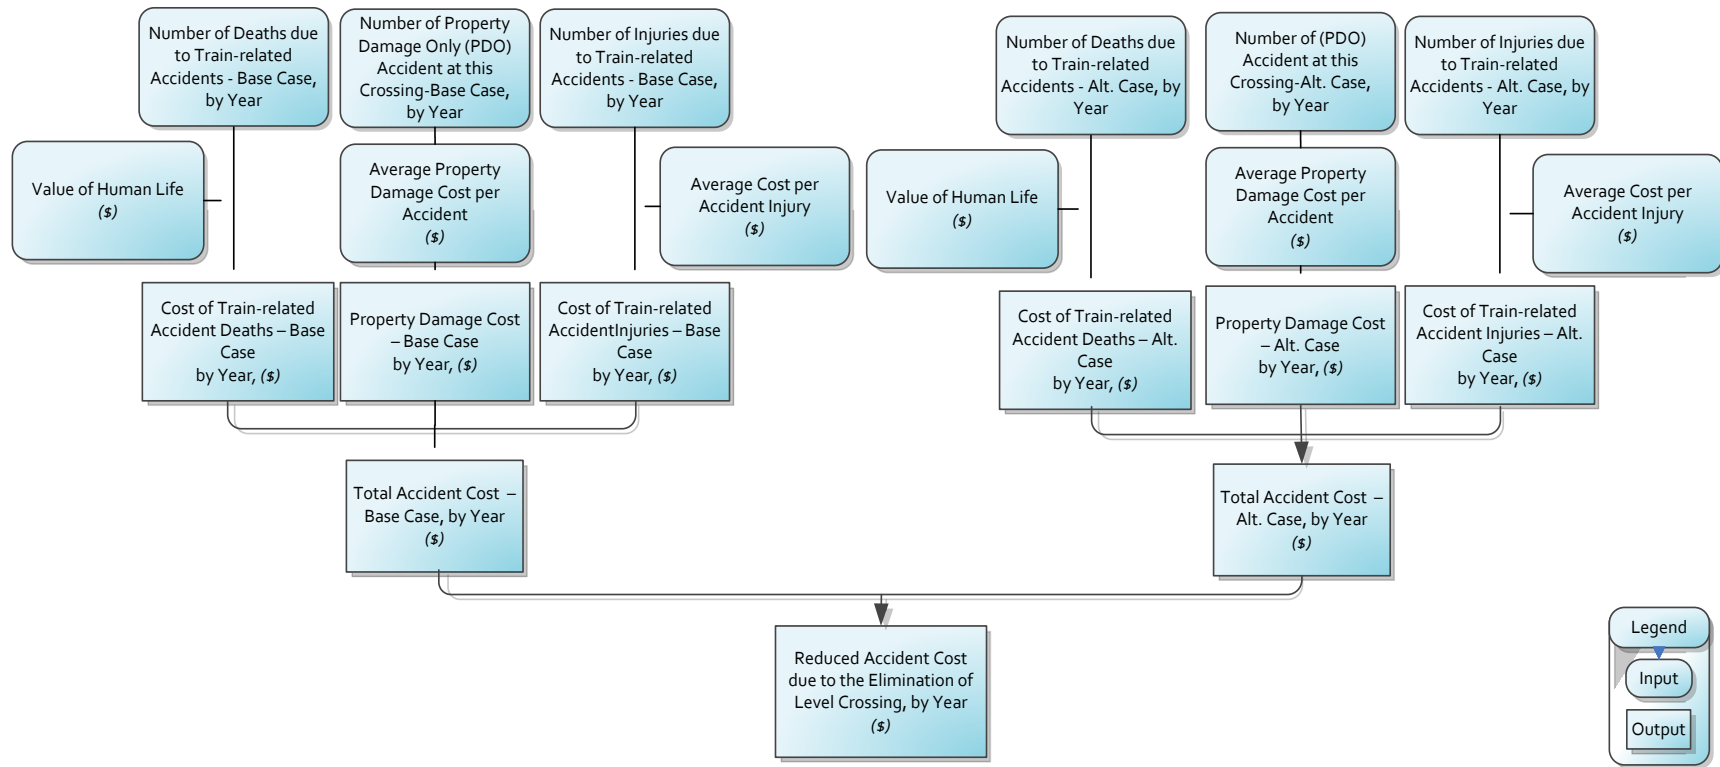 Number of Deaths due
to Train-related
Accidents - Base Case,
by Year
Number of Property
Damage Only (PDO)
Accident at this
Crossing-Base Case,
by Year
Number of Injuries due
to Train-related
Accidents - Base Case,
by Year
Value of Human Life
($)
Average Property
Damage Cost per
Accident
($)
Average Cost per
Accident Injury
($)
Cost of Train-related
Accident Deaths – Base
Case
by Year, ($)
Property Damage Cost
– Base Case
by Year, ($)
Cost of Train-related
AccidentInjuries – Base
Case
by Year, ($)
Total Accident Cost –
Base Case, by Year
($)
Number of Deaths due
to Train-related
Accidents - Alt. Case, by
Year
Number of (PDO)
Accident at this
Crossing-Alt. Case,
by Year
Number of Injuries due
to Train-related
Accidents - Alt. Case, by
Year
Value of Human Life
($)
Average Property
Damage Cost per
Accident
($)
Average Cost per
Accident Injury
($)
Cost of Train-related
Accident Deaths – Alt.
Case
by Year, ($)
Property Damage Cost
– Alt. Case
by Year, ($)
Cost of Train-related
Accident Injuries – Alt.
Case
by Year, ($)
Total Accident Cost –
Alt. Case, by Year
($)
Reduced Accident Cost
due to the Elimination of
Level Crossing, by Year
($)
Legend
Input
Output